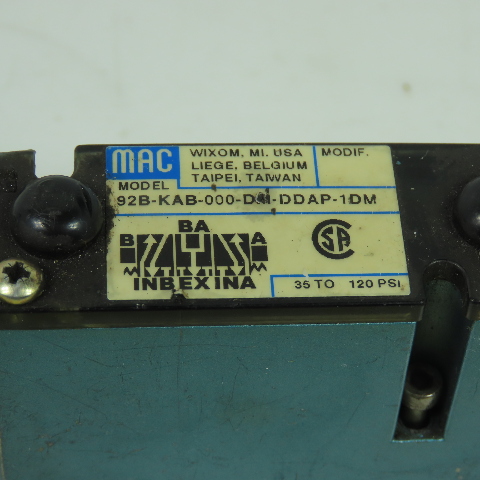 MAC
WIXOM, MI. USA
LIEGE, BELGIUM
TAIPEI, TAIWAN
MODIF.
MODEL
92B-KAB-000-DM-DDAP-1DM
BA
B A
INBEXINA
SA
35 TO 120 PSI